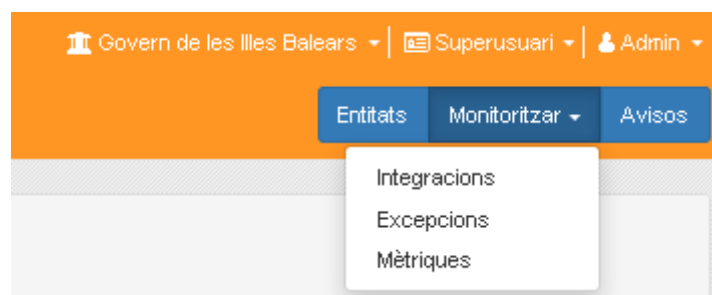 Govern de les Illes Balears Superusuari Admin
Entitats Monitoritzar Avisos
Integracions
Excepcions
Mètriques